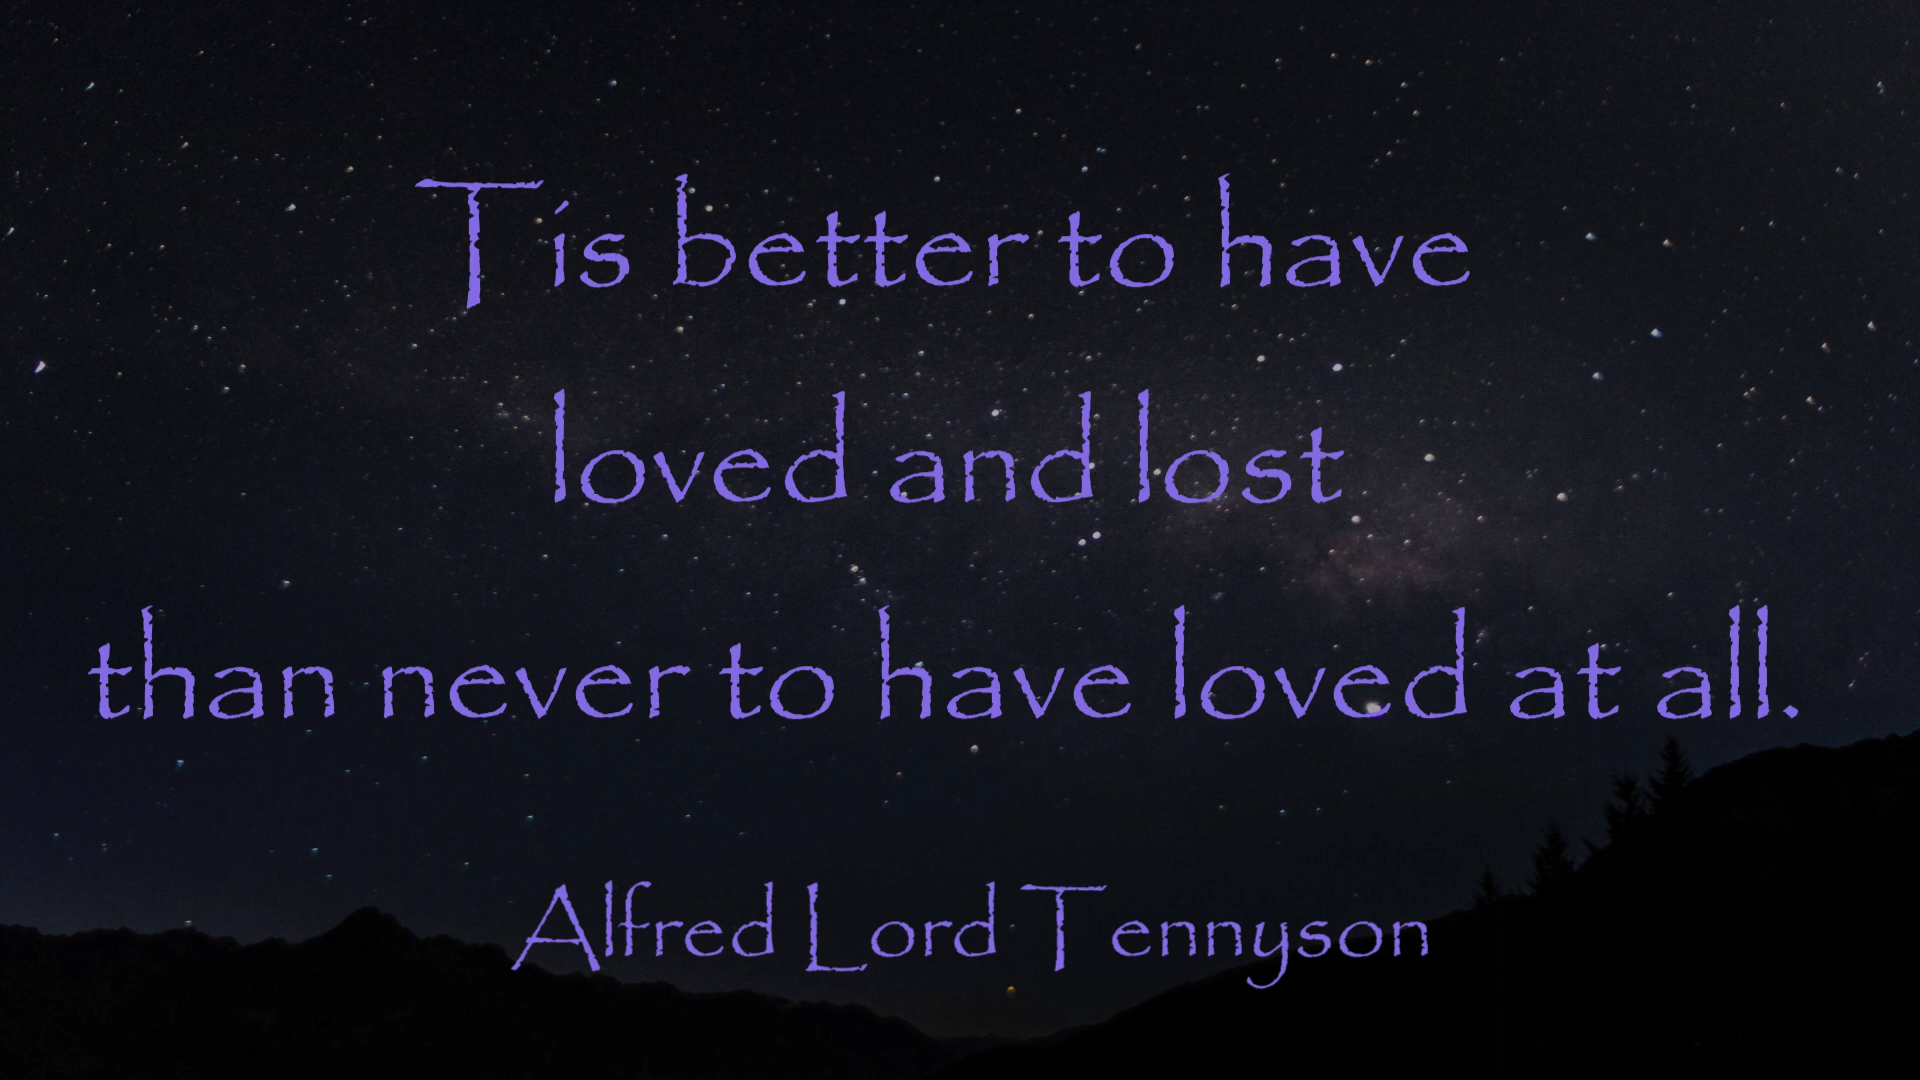 Tis better to have
loved and lost
than never to have loved at all.
Alfred Lord Tennyson